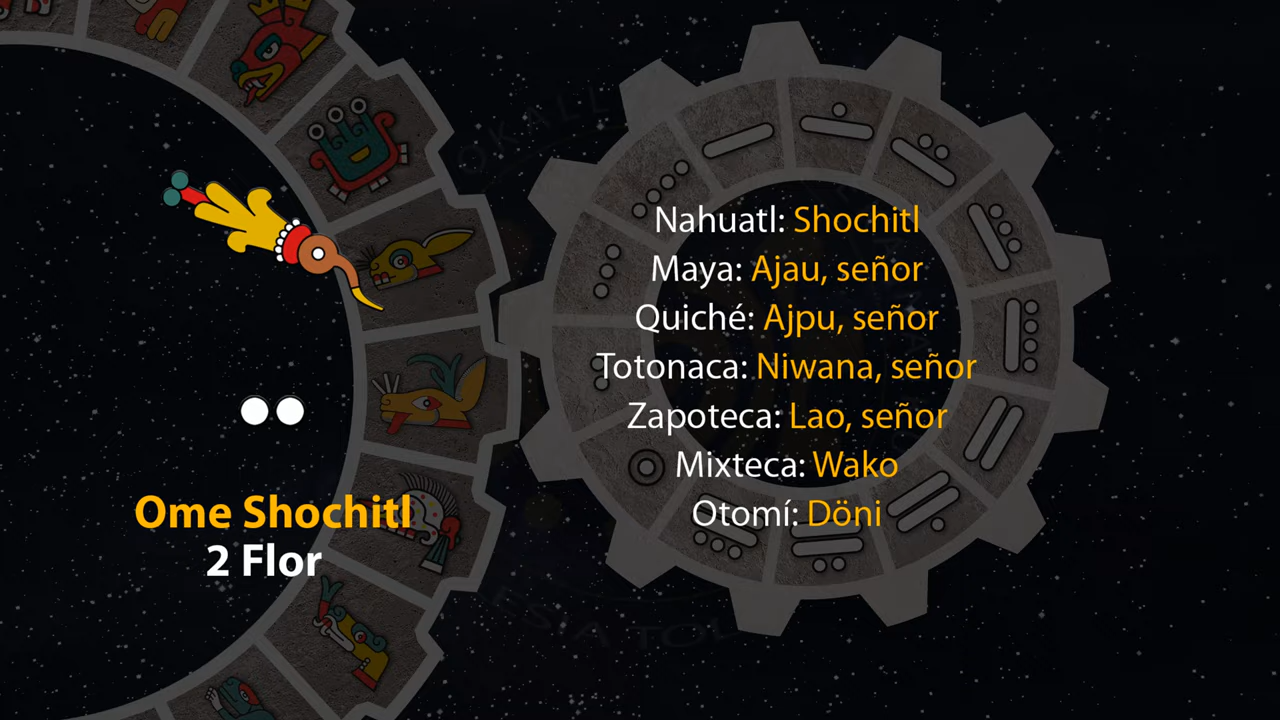 Nahuatl: Shochitl
Maya: Ajau, señor
Quiché: Ajpu, señor
Totonaca: Niwana, señor
Zapoteca: Lao, señor
Mixteca: Wako
Otomí: Döni
Ome Shochitl
2 Flor